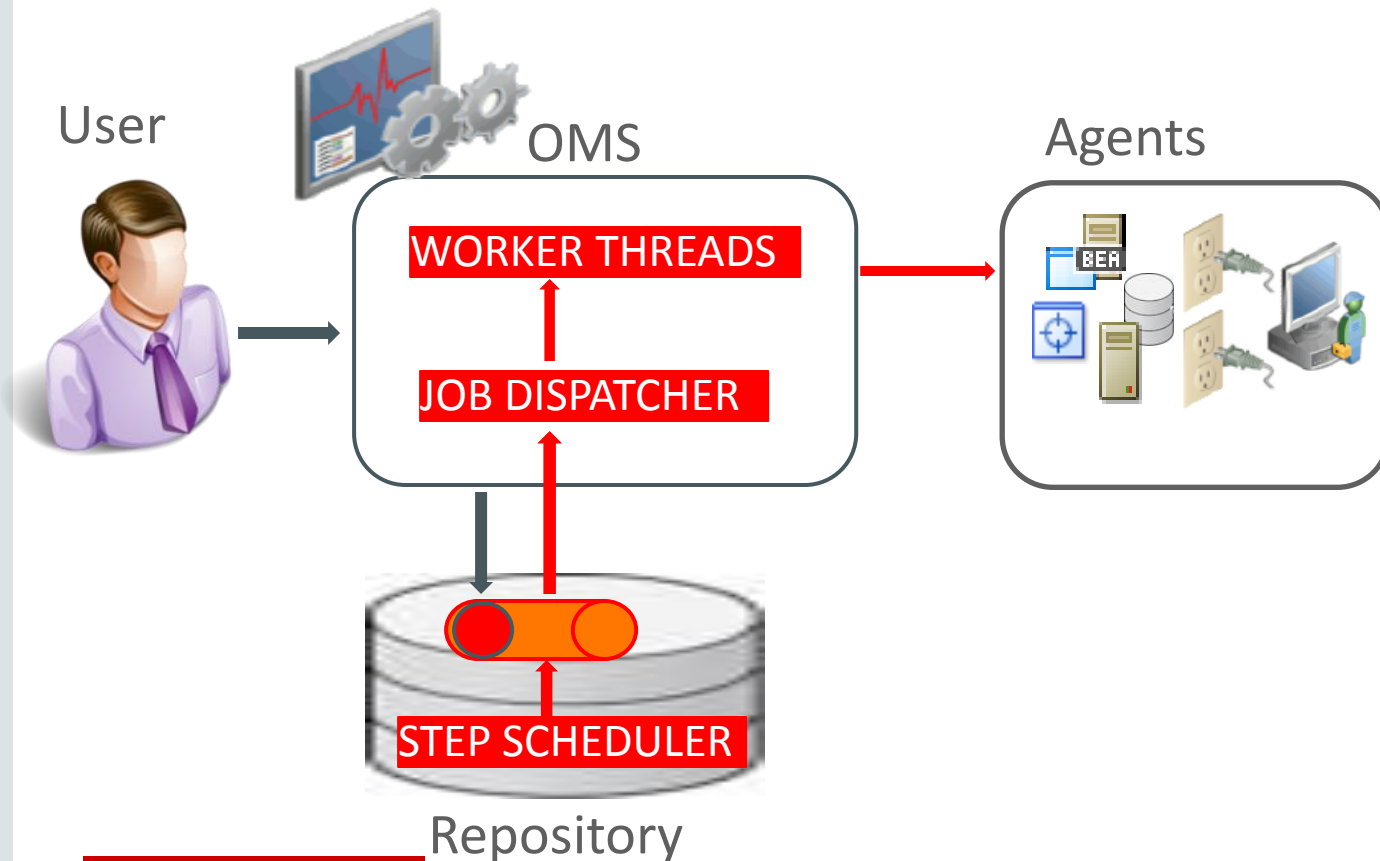 User
OMS
Agents
WORKER THREADS
BEA
JOB DISPATCHER
STEP SCHEDULER
Repository